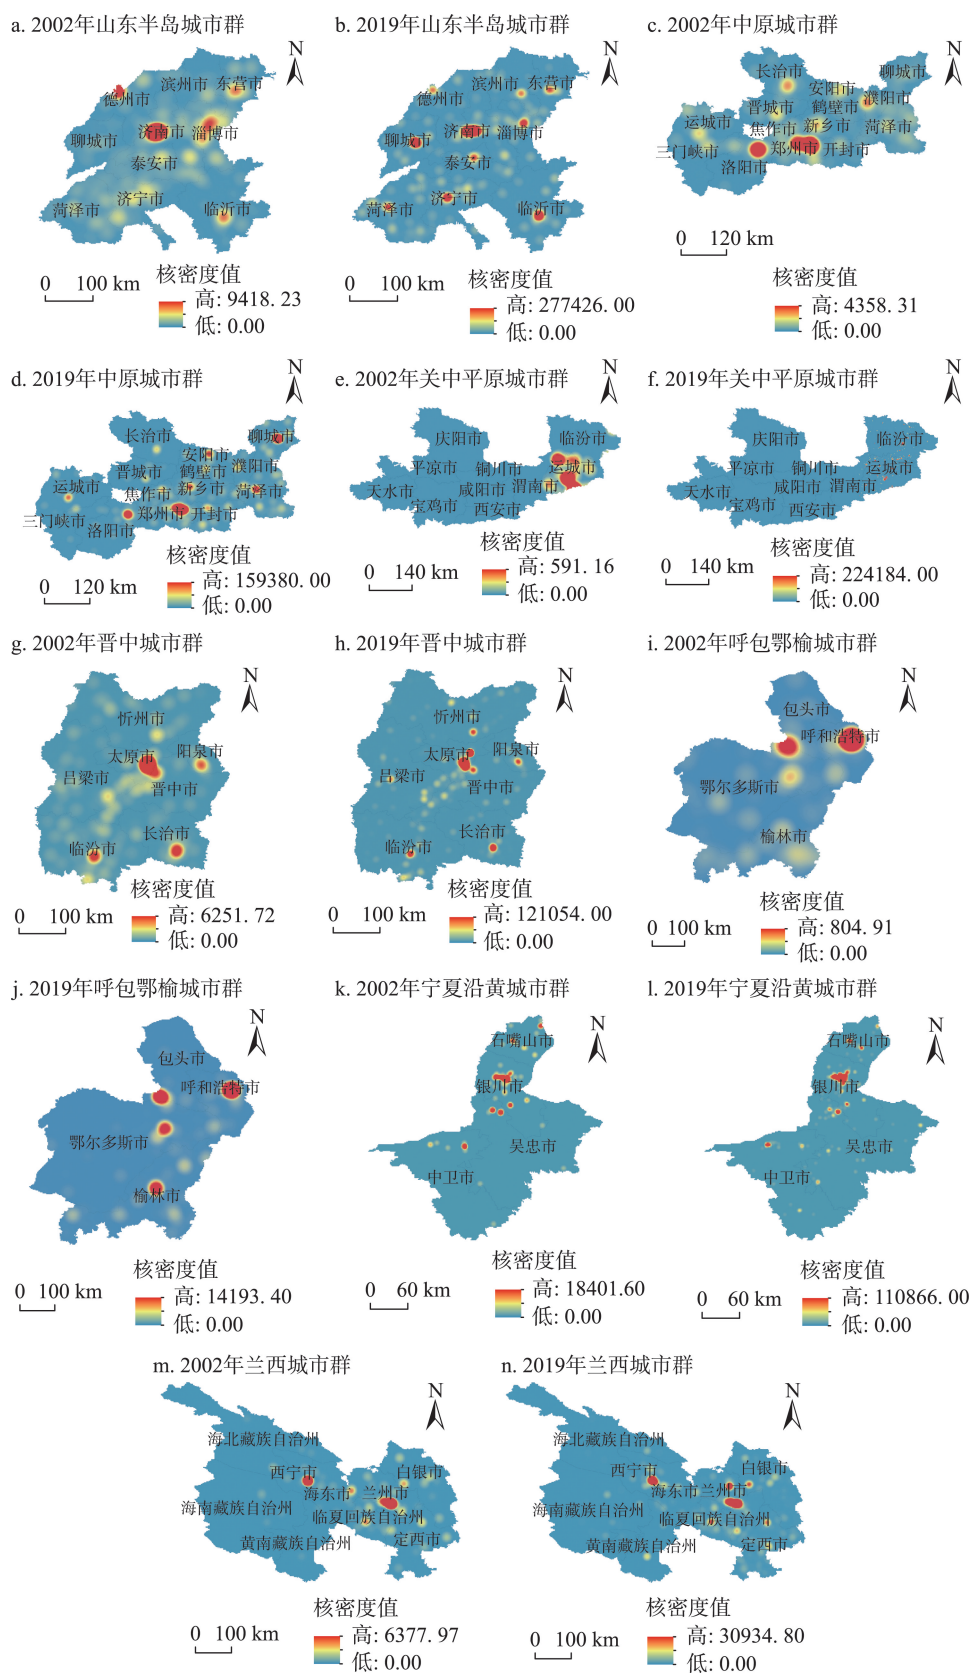 a. 2002年山东半岛城市群
N
滨州市
东营市
德州市
聊城市
济南市
淄博市
泰安市
济宁市
菏泽市
临沂市
0 100 km
核密度值
高: 9418.23
低: 0.00
b. 2019年山东半岛城市群
N
滨州市
东营市
德州市
聊城市
济南市
淄博市
泰安市
济宁市
菏泽市
临沂市
0 100 km
核密度值
高: 277426.00
低: 0.00
c. 2002年中原城市群
N
长治市
聊城市
安阳市
濮阳市
晋城市
鹤壁市
运城市
焦作市
新乡市
菏泽市
三门峡市
郑州市
开封市
洛阳市
0 120 km
核密度值
高: 4358.31
低: 0.00
d. 2019年中原城市群
N
长治市
聊城市
安阳市
晋城市
鹤壁市
濮阳市
运城市
焦作市
新乡市
菏泽市
三门峡市
郑州市
开封市
洛阳市
0 120 km
核密度值
高: 159380.00
低: 0.00
e. 2002年关中平原城市群
N
庆阳市
临汾市
平凉市
铜川市
运城市
天水市
咸阳市
渭南市
宝鸡市
西安市
0 140 km
核密度值
高: 591.16
低: 0.00
f. 2019年关中平原城市群
N
庆阳市
临汾市
平凉市
铜川市
运城市
天水市
咸阳市
渭南市
宝鸡市
西安市
0 140 km
核密度值
高: 224184.00
低: 0.00
g. 2002年晋中城市群
N
忻州市
太原市
阳泉市
吕梁市
晋中市
长治市
临汾市
0 100 km
核密度值
高: 6251.72
低: 0.00
h. 2019年晋中城市群
N
忻州市
太原市
阳泉市
吕梁市
晋中市
长治市
临汾市
0 100 km
核密度值
高: 121054.00
低: 0.00
i. 2002年呼包鄂榆城市群
N
包头市
呼和浩特市
鄂尔多斯市
榆林市
0 100 km
核密度值
高: 804.91
低: 0.00
j. 2019年呼包鄂榆城市群
N
包头市
呼和浩特市
鄂尔多斯市
榆林市
0 100 km
核密度值
高: 14193.40
低: 0.00
k. 2002年宁夏沿黄城市群
N
石嘴山市
银川市
吴忠市
中卫市
0 60 km
核密度值
高: 18401.60
低: 0.00
l. 2019年宁夏沿黄城市群
N
石嘴山市
银川市
吴忠市
中卫市
0 60 km
核密度值
高: 110866.00
低: 0.00
m. 2002年兰西城市群
N
海北藏族自治州
西宁市
白银市
海东市
兰州市
海南藏族自治州
临夏回族自治州
黄南藏族自治州
定西市
0 100 km
核密度值
高: 6377.97
低: 0.00
n. 2019年兰西城市群
N
海北藏族自治州
西宁市
白银市
海东市
兰州市
海南藏族自治州
临夏回族自治州
黄南藏族自治州
定西市
0 100 km
核密度值
高: 30934.80
低: 0.00